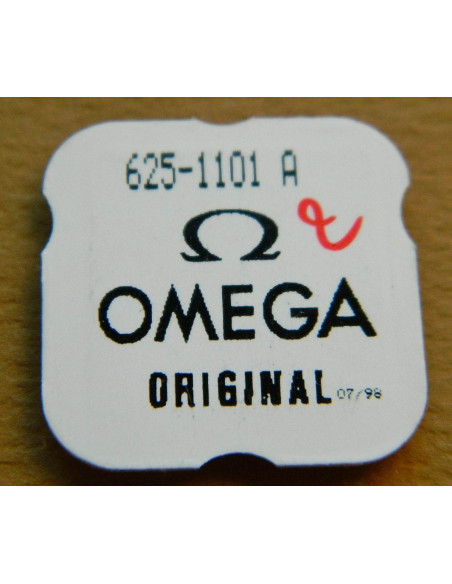 625-1101 A
Ω
OMEGA
ORIGINAL 07/98